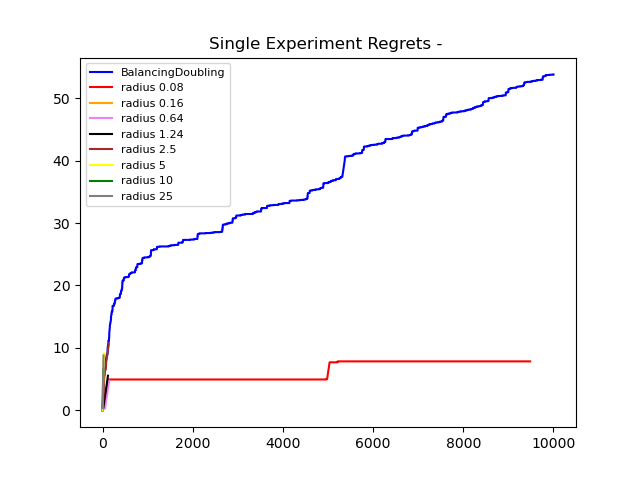 Single Experiment Regrets -
BalancingDoubling
radius 0.08
radius 0.16
radius 0.64
radius 1.24
radius 2.5
radius 5
radius 10
radius 25
50
40
30
20
10
0
0 2000 4000 6000 8000 10000